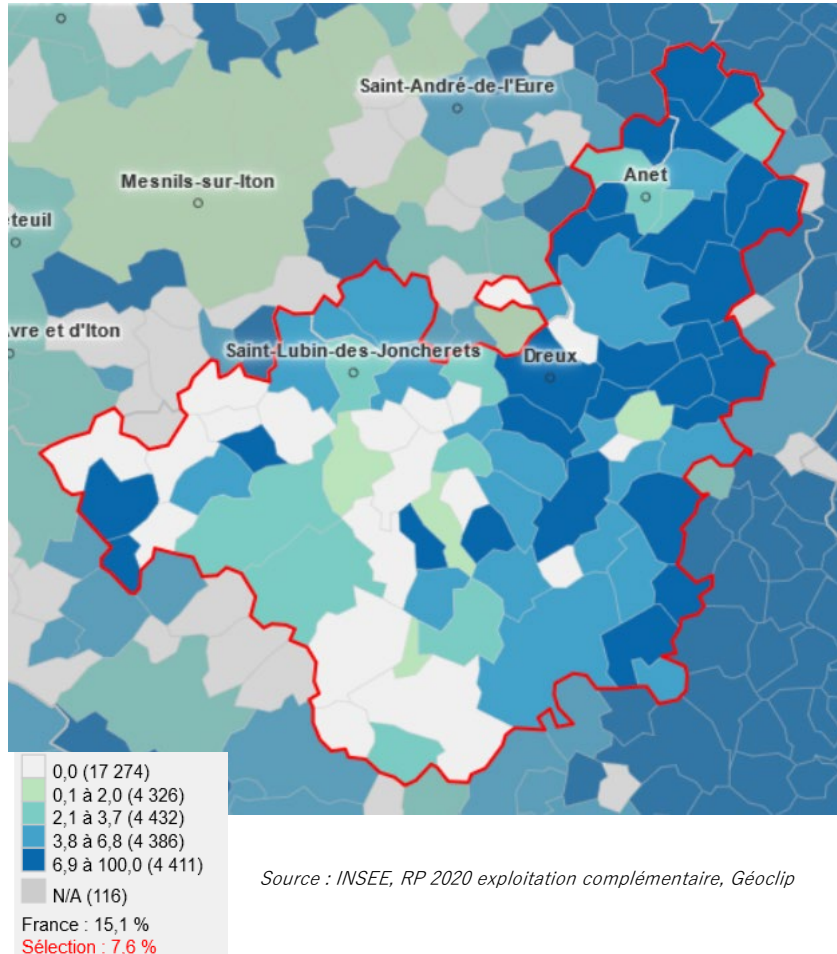 Saint-André-de-l'Eure
Mesnils-sur-Iton
Anet
eteuil
Avre et d'Iton
Saint-Lubin-des-Joncherets
Dreux
0,0 (17 274)
0,1 à 2,0 (4 326)
2,1 à 3,7 (4 432)
3,8 à 6,8 (4 386)
6,9 à 100,0 (4 411)
N/A (116)
France : 15,1 %
Sélection : 7,6 %
Source : INSEE, RP 2020 exploitation complémentaire, Géoclip